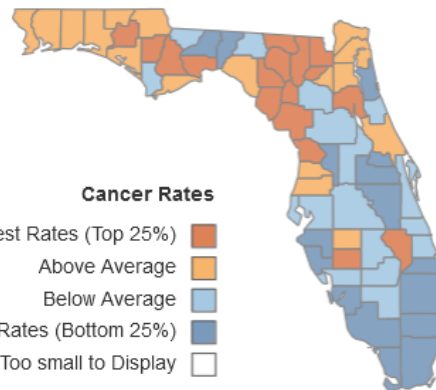 Cancer Rates
est Rates (Top 25%)
Above Average
Below Average
Rates (Bottom 25%)
Too small to Display